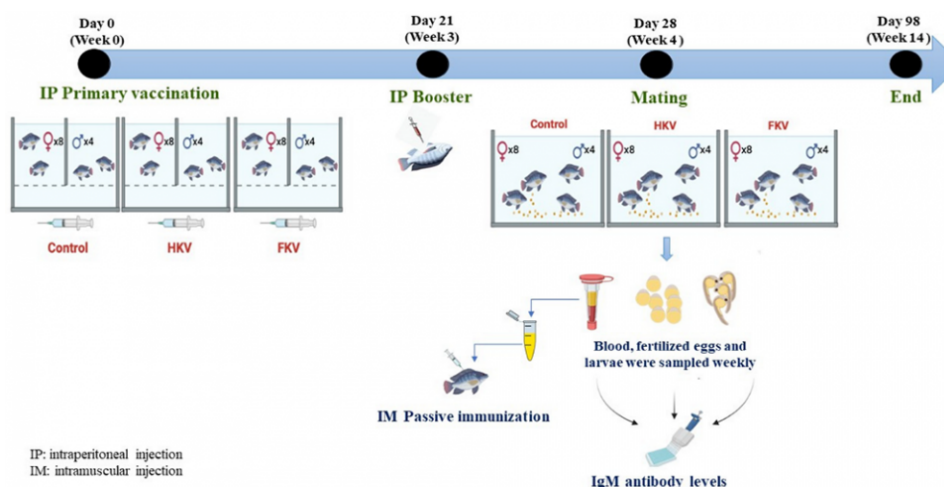 Day 0
(Week 0)
Day 21
(Week 3)
Day 28
(Week 4)
Day 98
(Week 14)
IP Primary vaccination
IP Booster
Mating
End
♀x8 ♂x4
♀x8 ♂x4
♀x8 ♂x4
Control
HKV
FKV
Control
HKV
FKV
♀x8 ♂x4
♀x8 ♂x4
♀x8 ♂x4
Blood, fertilized eggs and
larvae were sampled weekly
IM Passive immunization
IgM antibody levels
IP: intraperitoneal injection
IM: intramuscular injection